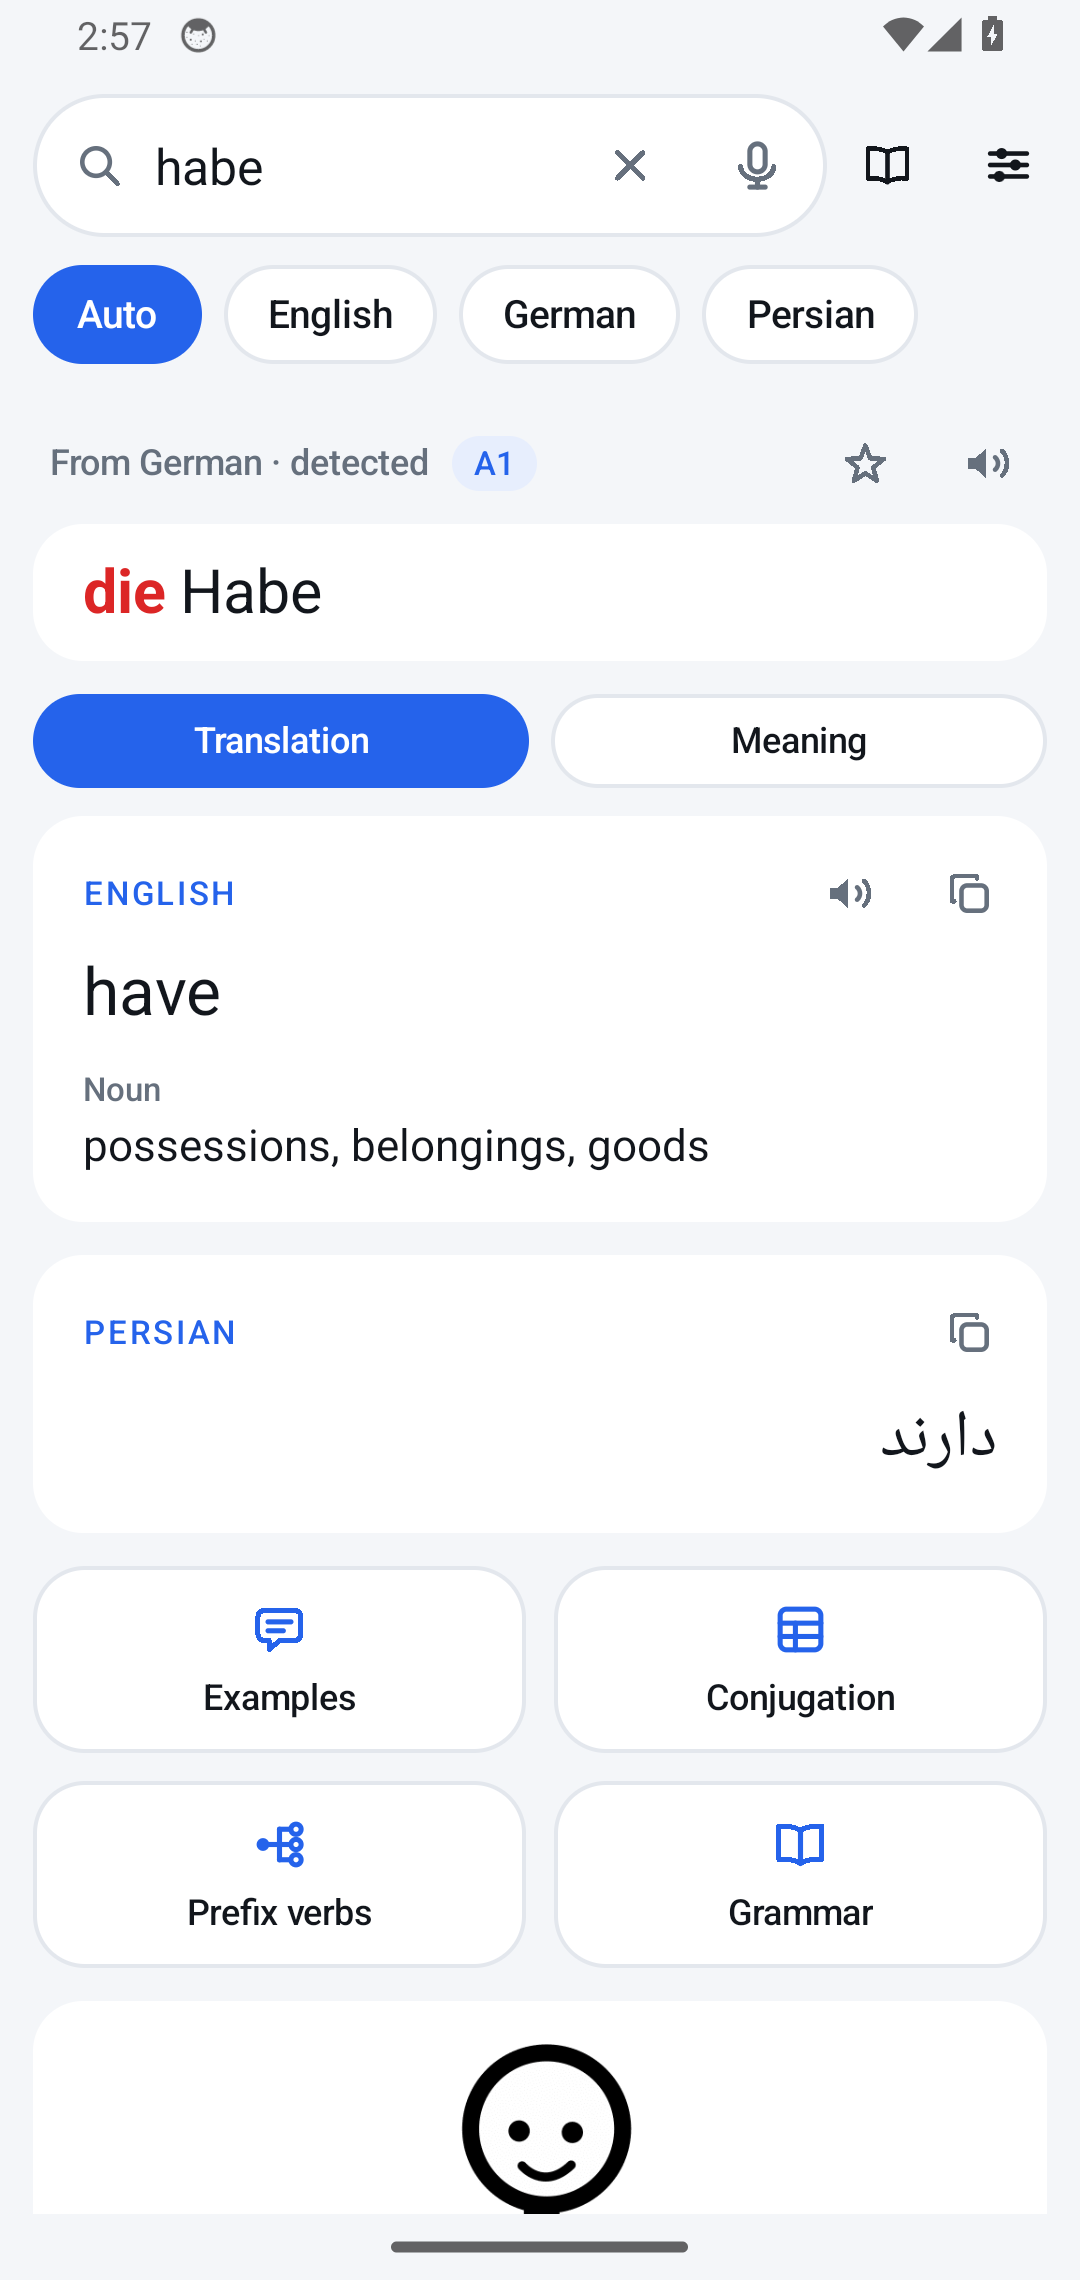 2:57
habe
Auto English German Persian
From German · detected A1
die Habe
Translation Meaning
ENGLISH
have
Noun
possessions, belongings, goods
PERSIAN
دارند
Examples Conjugation
Prefix verbs Grammar